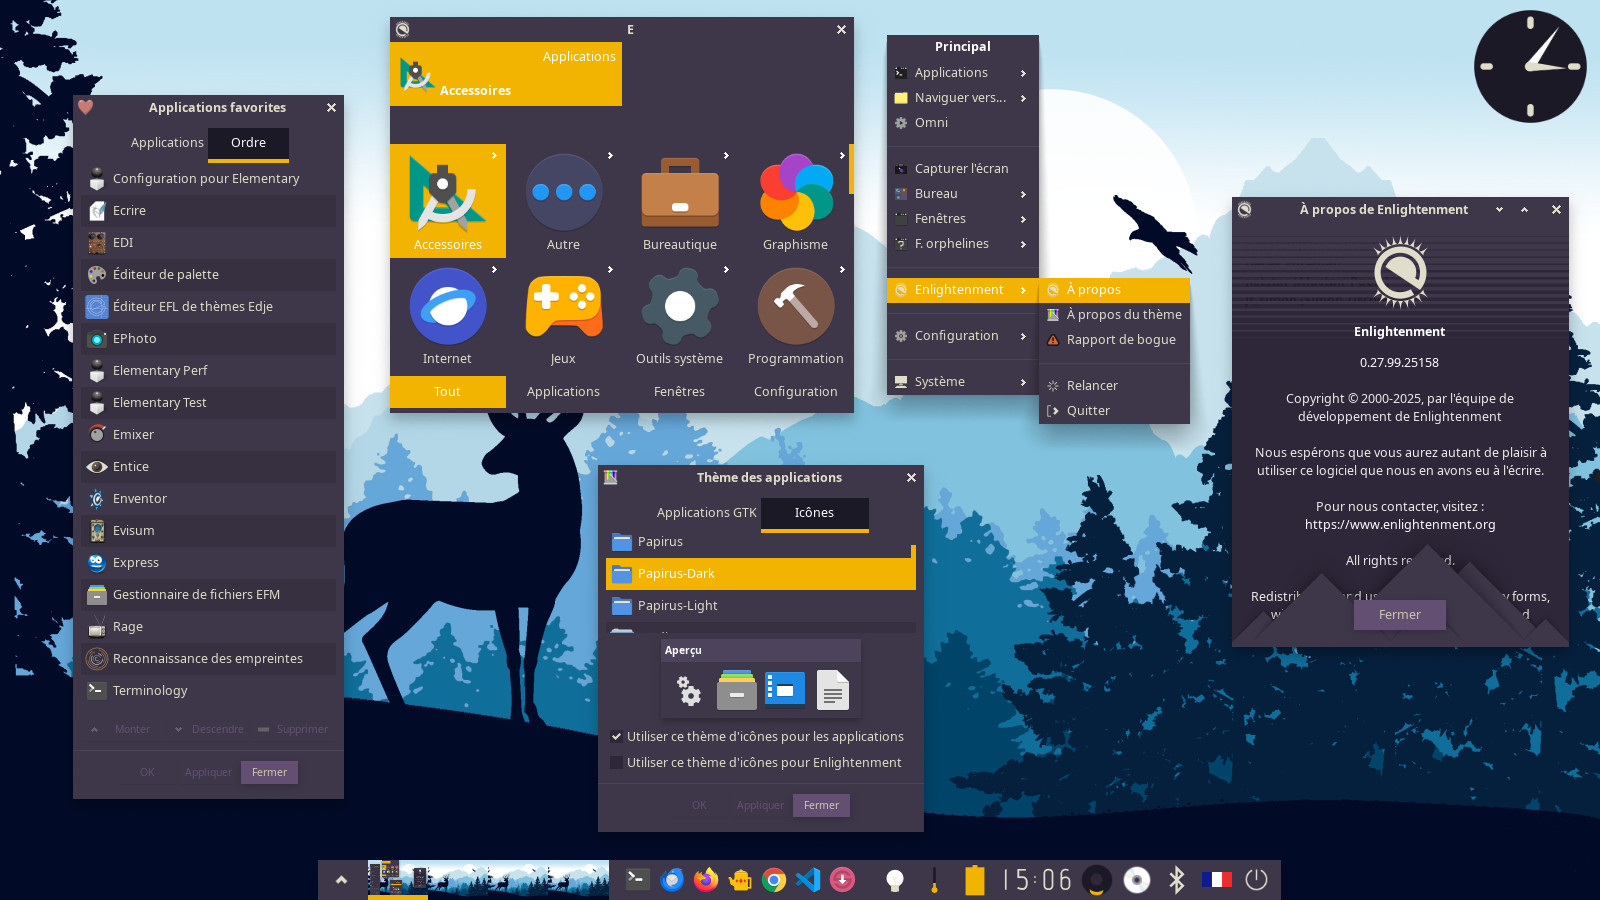 Applications favorites
Applications
Ordre
Configuration pour Elementary
Ecrire
EDI
Éditeur de palette
Éditeur EFL de thèmes Edje
EPhoto
Elementary Perf
Elementary Test
Emixer
Entice
Enventor
Evisum
Express
Gestionnaire de fichiers EFM
Rage
Reconnaissance des empreintes
Terminology
Monter
Descendre
Supprimer
OK
Appliquer
Fermer
E
Applications
Accessoires
Accessoires
Autre
Bureautique
Graphisme
Internet
Jeux
Outils système
Programmation
Tout
Applications
Fenêtres
Configuration
Principal
Applications
Naviguer vers...
Omni
Capturer l'écran
Bureau
Fenêtres
F. orphelines
Enlightenment
Configuration
Système
À propos
À propos du thème
Rapport de bogue
Relancer
Quitter
Thème des applications
Applications GTK
Icônes
Papirus
Papirus-Dark
Papirus-Light
Aperçu
Utiliser ce thème d'icônes pour les applications
Utiliser ce thème d'icônes pour Enlightenment
OK
Appliquer
Fermer
À propos de Enlightenment
Enlightenment
0.27.99.25158
Copyright © 2000-2025, par l'équipe de
développement de Enlightenment
Nous espérons que vous aurez autant de plaisir à
utiliser ce logiciel que nous en avons eu à l'écrire.
Pour nous contacter, visitez :
https://www.enlightenment.org
All rights
forms,
Fermer
15:06